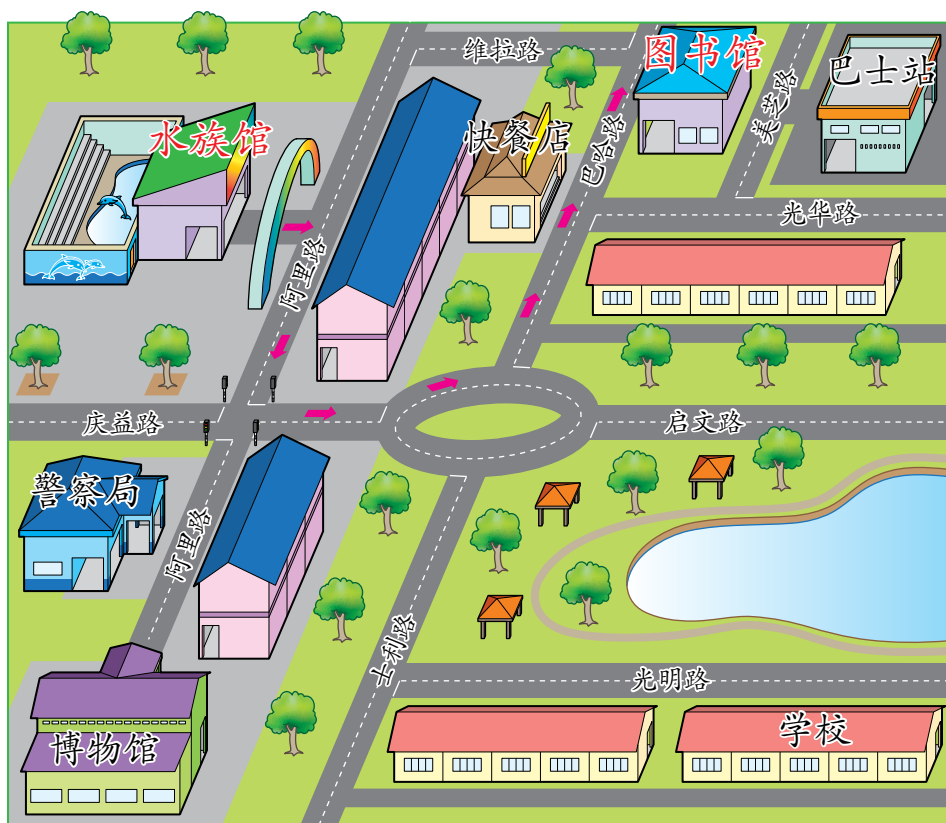 维拉路
图书馆
巴士站
美芝路
水族馆
快餐店
巴哈路
光华路
阿里路
庆益路
启文路
警察局
阿里路
士利路
光明路
博物馆
学校